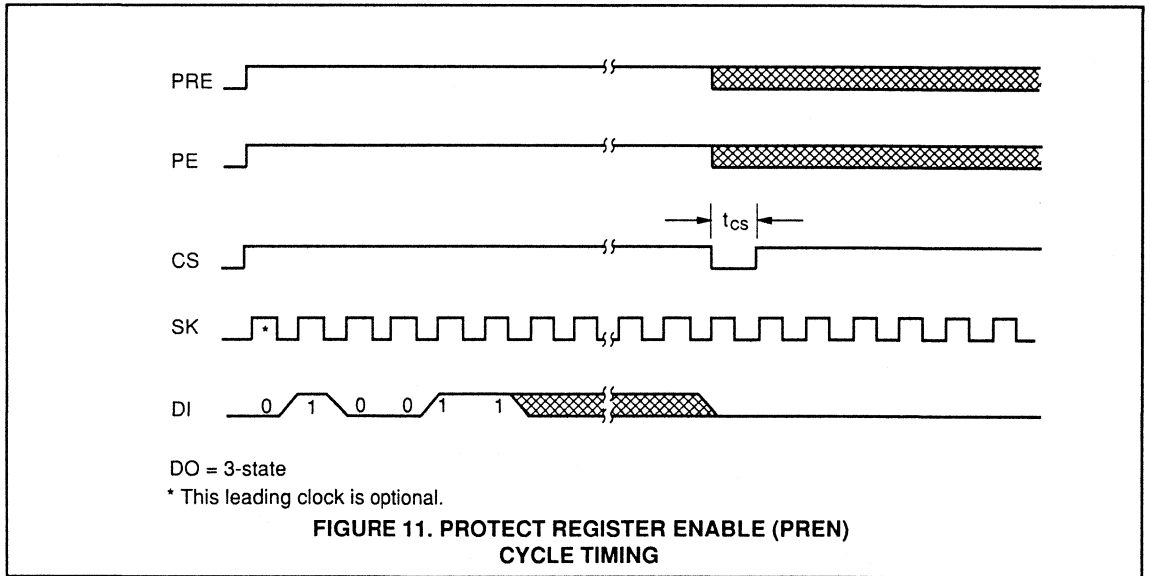 PRE
PE
tcs
CS
SK *
DI 0 1 0 0 1 1
DO = 3-state
* This leading clock is optional.
FIGURE 11. PROTECT REGISTER ENABLE (PREN)
CYCLE TIMING